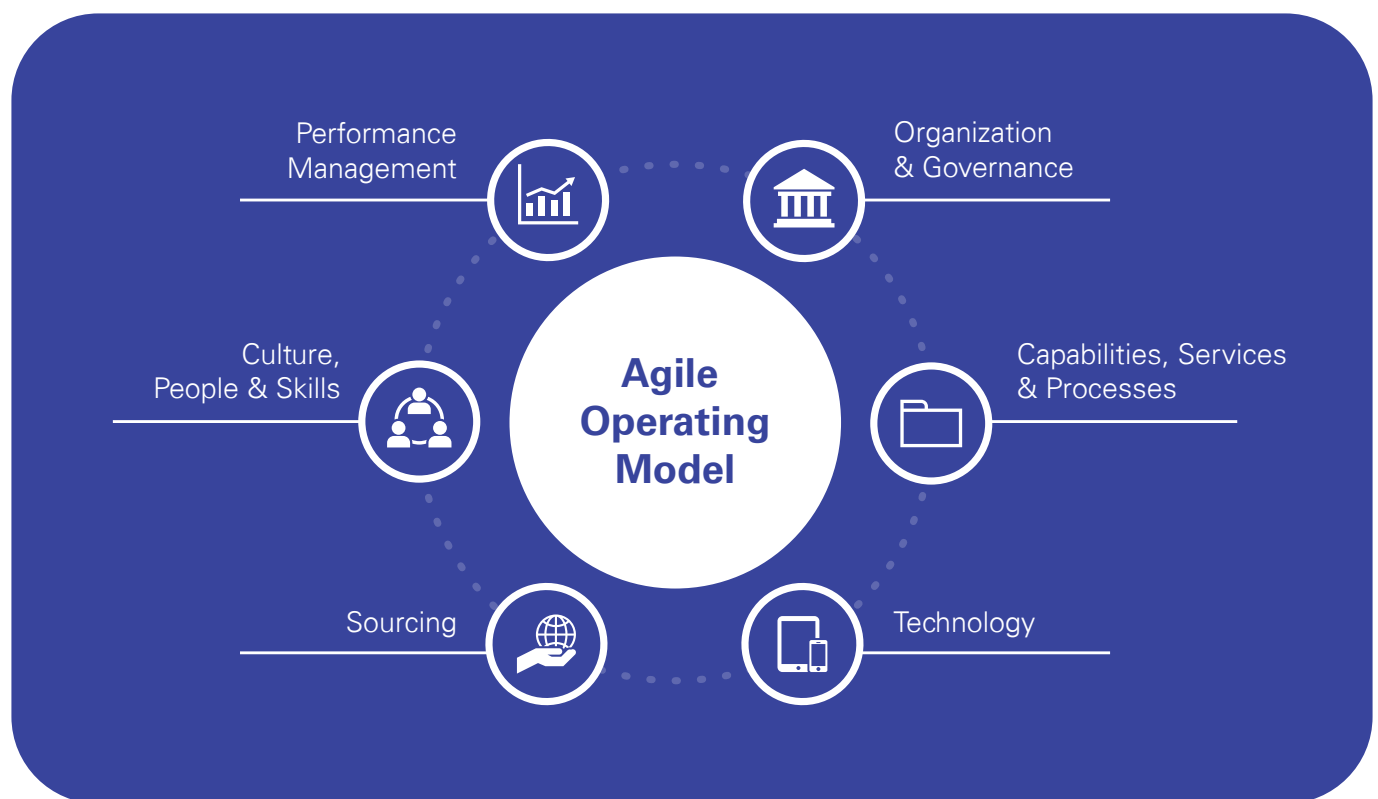 Performance
Management
Organization
& Governance
Culture,
People & Skills
Agile
Operating
Model
Capabilities, Services
& Processes
Sourcing
Technology